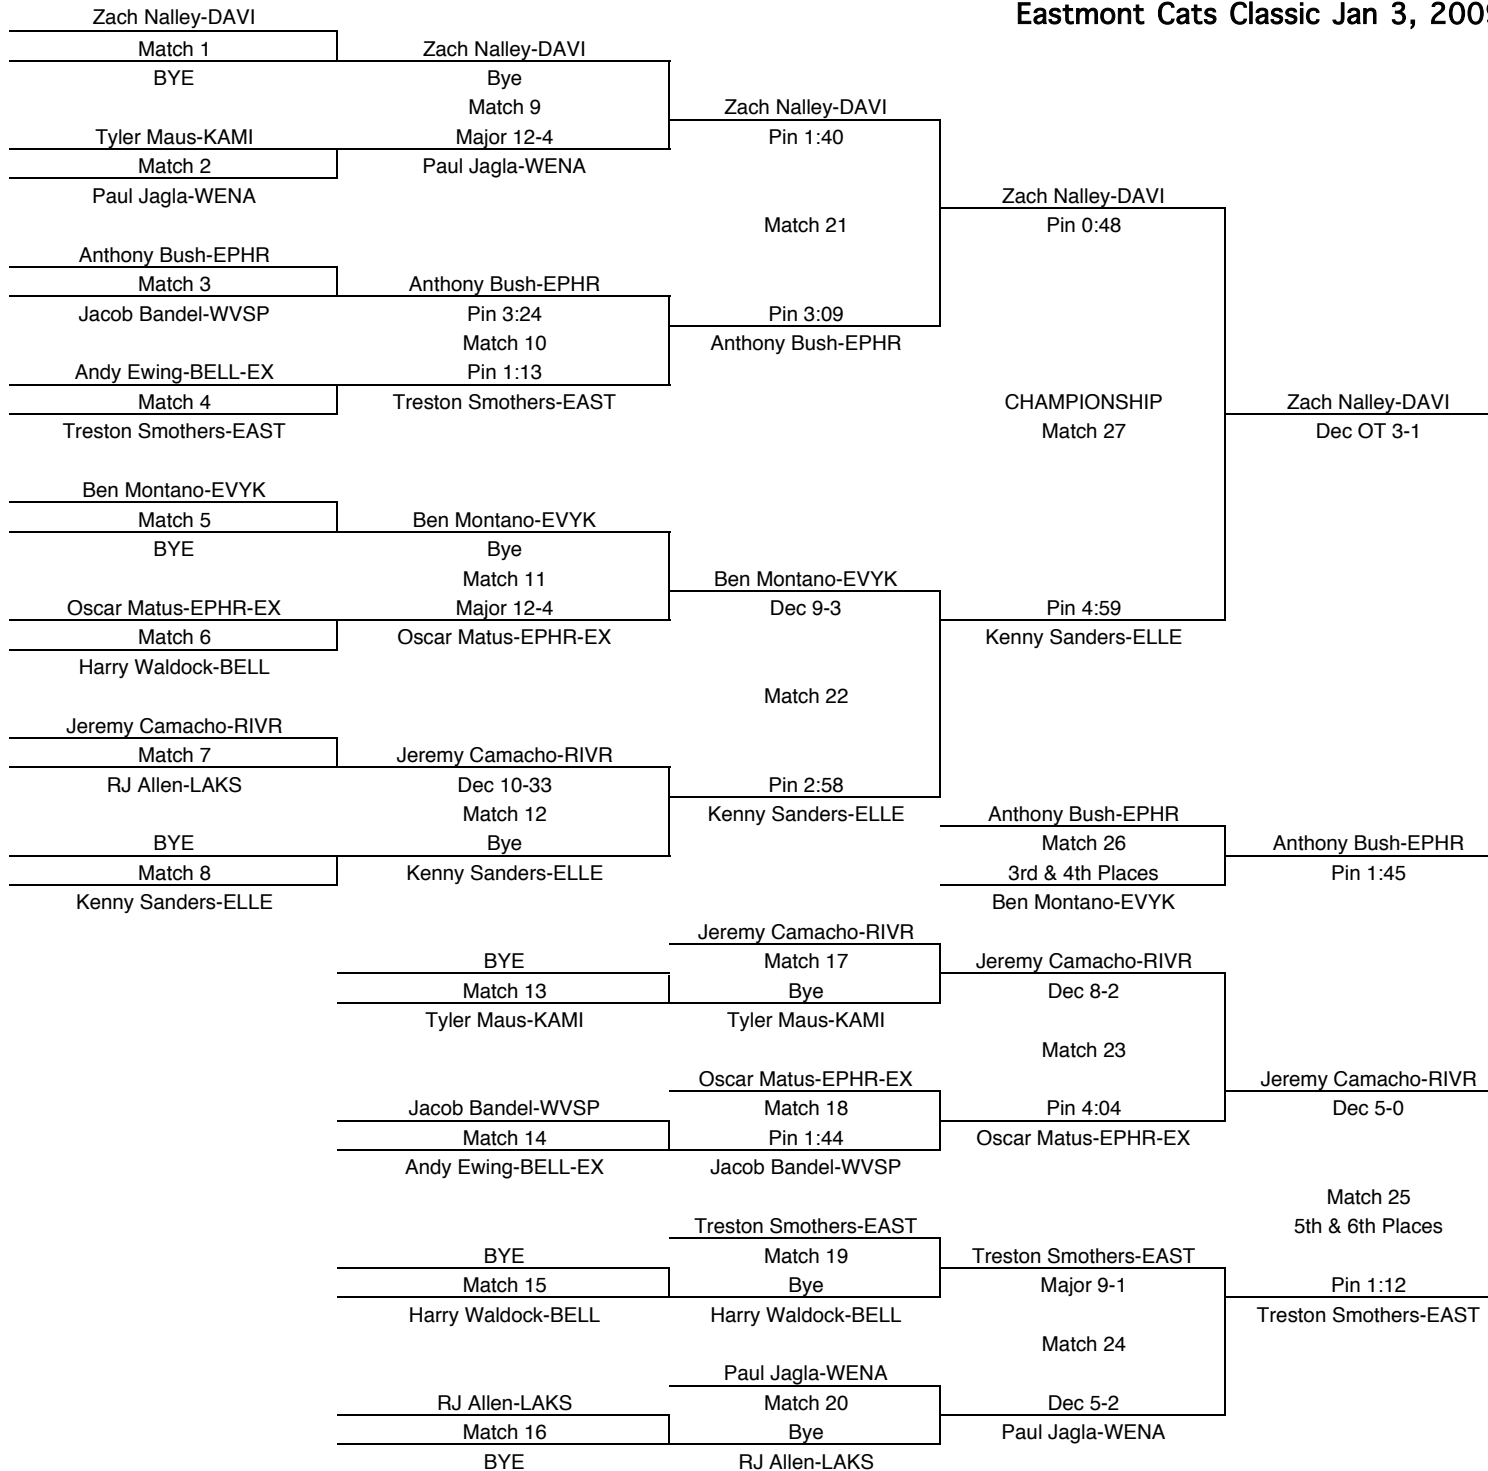 Eastmont Cats Classic Jan 3, 2009
Zach Nalley-DAVI
Match 1
Zach Nalley-DAVI
BYE
Bye
Match 9
Zach Nalley-DAVI
Tyler Maus-KAMI
Major 12-4
Pin 1:40
Match 2
Paul Jagla-WENA
Paul Jagla-WENA
Zach Nalley-DAVI
Match 21
Pin 0:48
Anthony Bush-EPHR
Match 3
Anthony Bush-EPHR
Jacob Bandel-WVSP
Pin 3:24
Pin 3:09
Match 10
Anthony Bush-EPHR
Andy Ewing-BELL-EX
Pin 1:13
Match 4
Treston Smothers-EAST
CHAMPIONSHIP
Zach Nalley-DAVI
Treston Smothers-EAST
Match 27
Dec OT 3-1
Ben Montano-EVYK
Match 5
Ben Montano-EVYK
BYE
Bye
Match 11
Ben Montano-EVYK
Oscar Matus-EPHR-EX
Major 12-4
Dec 9-3
Pin 4:59
Match 6
Oscar Matus-EPHR-EX
Kenny Sanders-ELLE
Harry Waldock-BELL
Match 22
Jeremy Camacho-RIVR
Match 7
Jeremy Camacho-RIVR
RJ Allen-LAKS
Dec 10-33
Pin 2:58
Match 12
Kenny Sanders-ELLE
Anthony Bush-EPHR
BYE
Bye
Match 26
Anthony Bush-EPHR
Match 8
Kenny Sanders-ELLE
3rd & 4th Places
Pin 1:45
Kenny Sanders-ELLE
Ben Montano-EVYK
Jeremy Camacho-RIVR
BYE
Match 17
Jeremy Camacho-RIVR
Match 13
Bye
Dec 8-2
Tyler Maus-KAMI
Tyler Maus-KAMI
Match 23
Oscar Matus-EPHR-EX
Jeremy Camacho-RIVR
Jacob Bandel-WVSP
Match 18
Pin 4:04
Dec 5-0
Match 14
Pin 1:44
Oscar Matus-EPHR-EX
Andy Ewing-BELL-EX
Jacob Bandel-WVSP
Match 25
Treston Smothers-EAST
5th & 6th Places
BYE
Match 19
Treston Smothers-EAST
Match 15
Bye
Major 9-1
Pin 1:12
Harry Waldock-BELL
Harry Waldock-BELL
Treston Smothers-EAST
Match 24
Paul Jagla-WENA
RJ Allen-LAKS
Match 20
Dec 5-2
Match 16
Bye
Paul Jagla-WENA
BYE
RJ Allen-LAKS